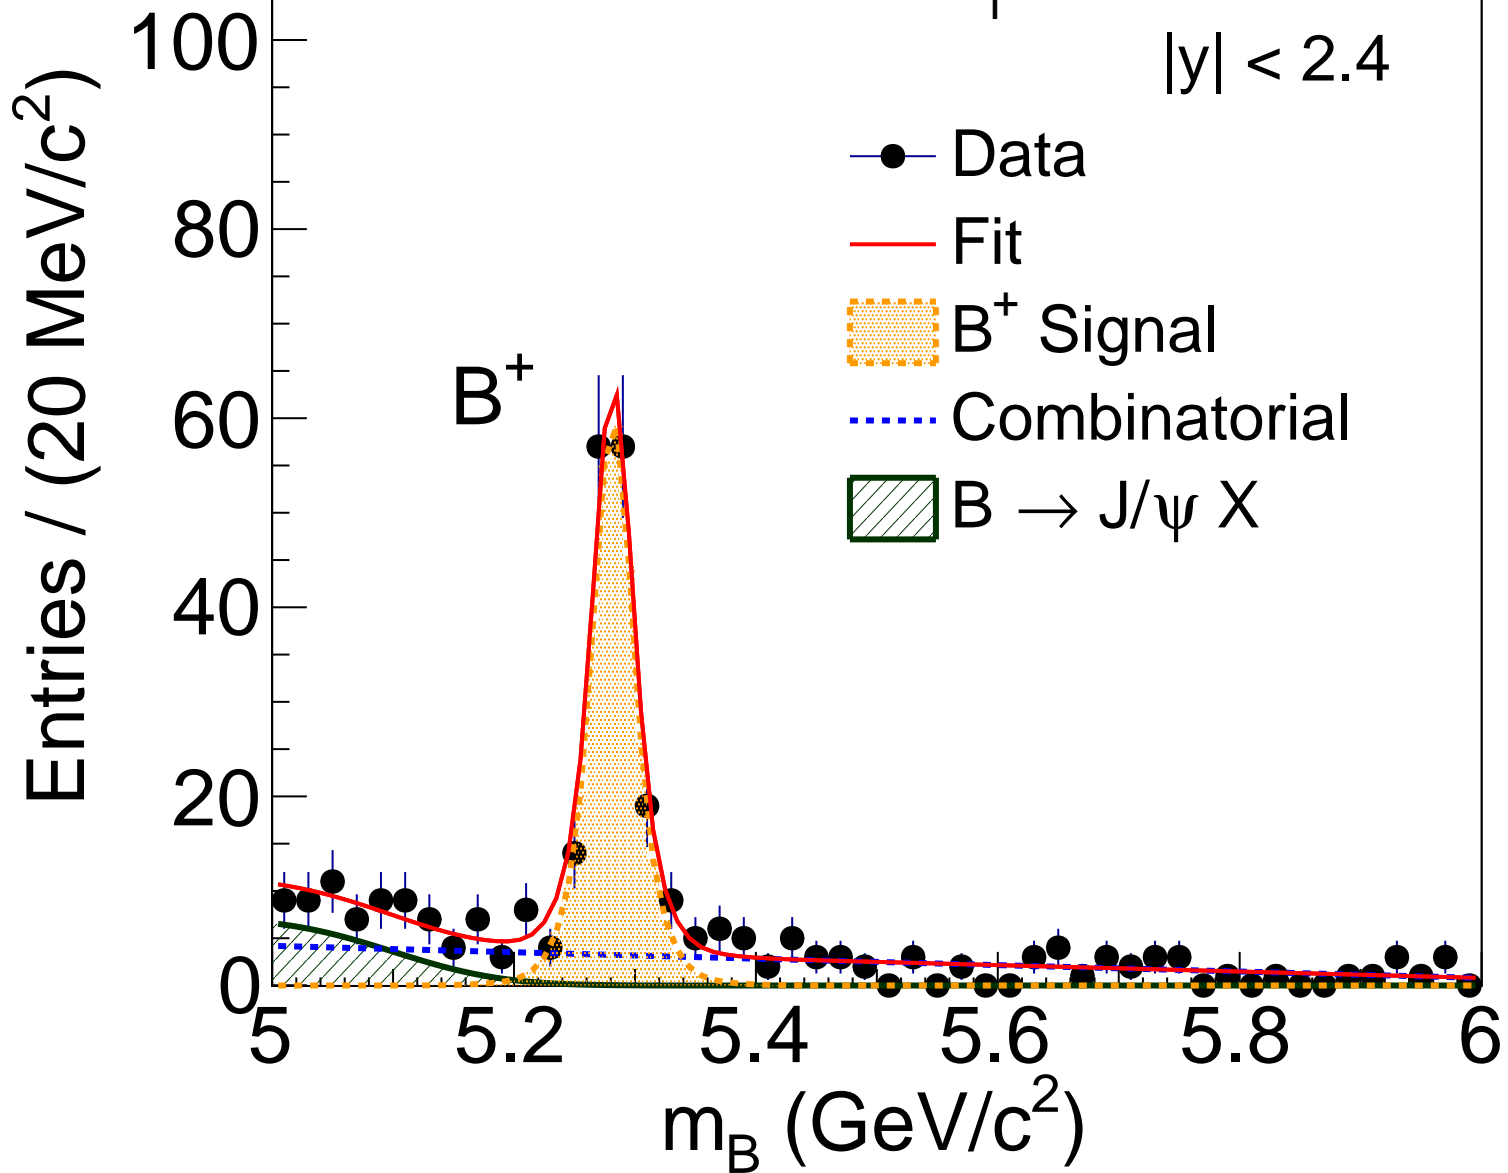 100
|y| < 2.4
80
60
40
20
0
Entries / (20 MeV/c²)
Data
Fit
B⁺ Signal
Combinatorial
B → J/ψ X
B⁺
5 5.2 5.4 5.6 5.8 6
m_B (GeV/c²)